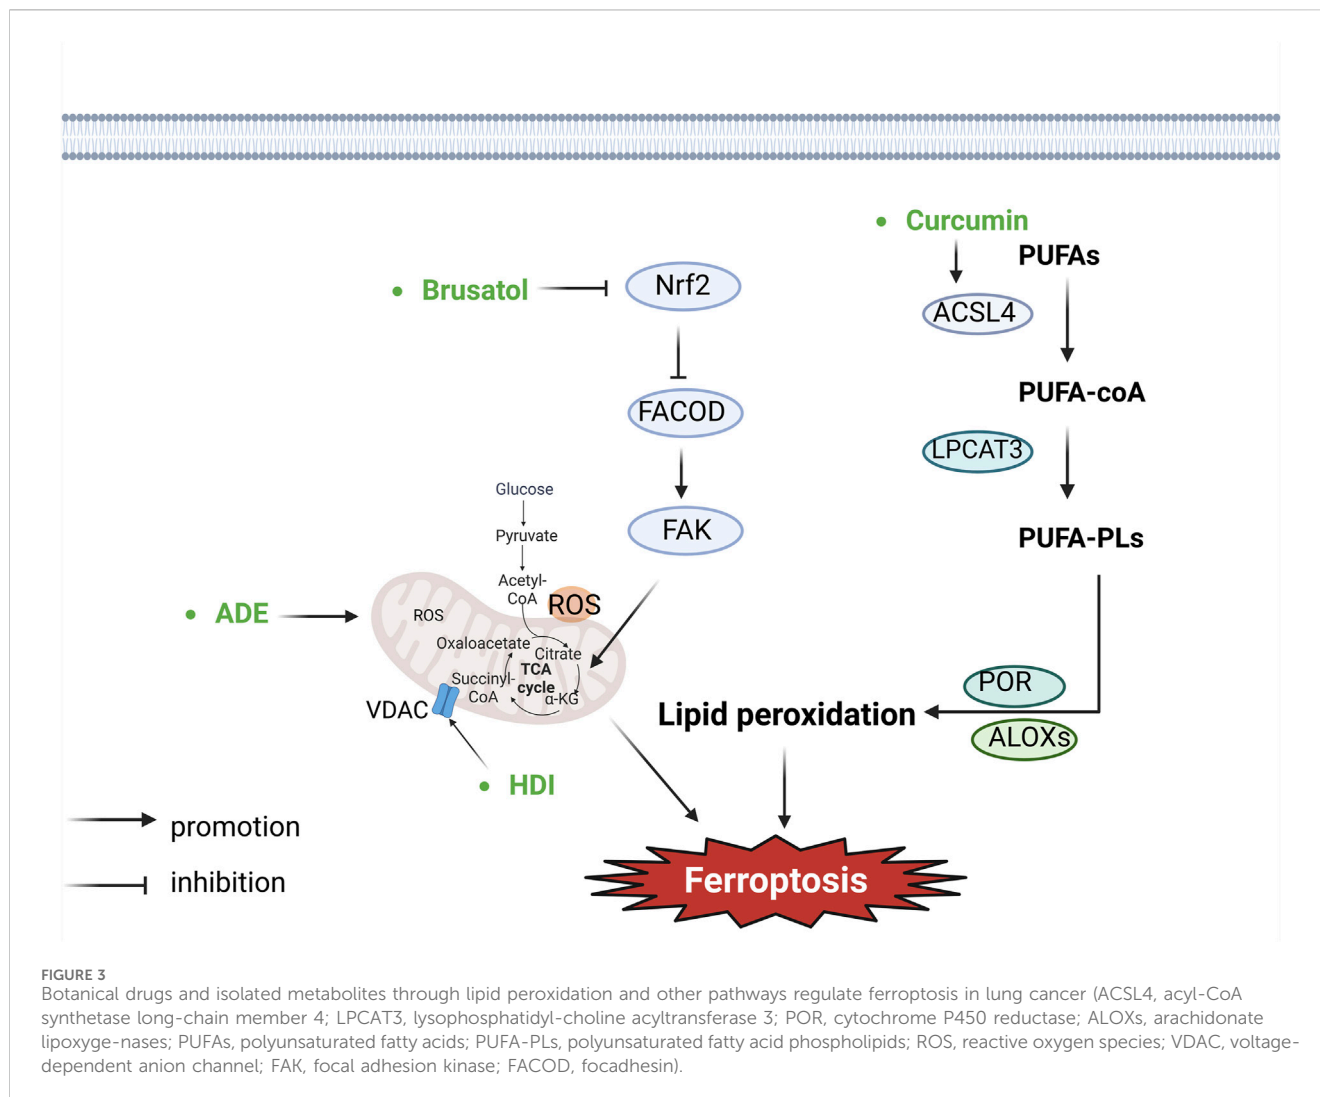 Curcumin
PUFAs
Brusatol
Nrf2
ACSL4
PUFA-coA
FACOD
LPCAT3
Glucose
FAK
Pyruvate
PUFA-PLs
Acetyl-
CoA
ROS
ADE
ROS
Oxaloacetate
Citrate
TCA
cycle
Succinyl-
CoA
α-KG
VDAC
POR
Lipid peroxidation
ALOXs
HDI
promotion
inhibition
Ferroptosis
FIGURE 3
Botanical drugs and isolated metabolites through lipid peroxidation and other pathways regulate ferroptosis in lung cancer (ACSL4, acyl-CoA
synthetase long-chain member 4; LPCAT3, lysophosphatidyl-choline acyltransferase 3; POR, cytochrome P450 reductase; ALOXs, arachidonate
lipoxyge-nases; PUFAs, polyunsaturated fatty acids; PUFA-PLs, polyunsaturated fatty acid phospholipids; ROS, reactive oxygen species; VDAC, voltage-
dependent anion channel; FAK, focal adhesion kinase; FACOD, focadhesin).